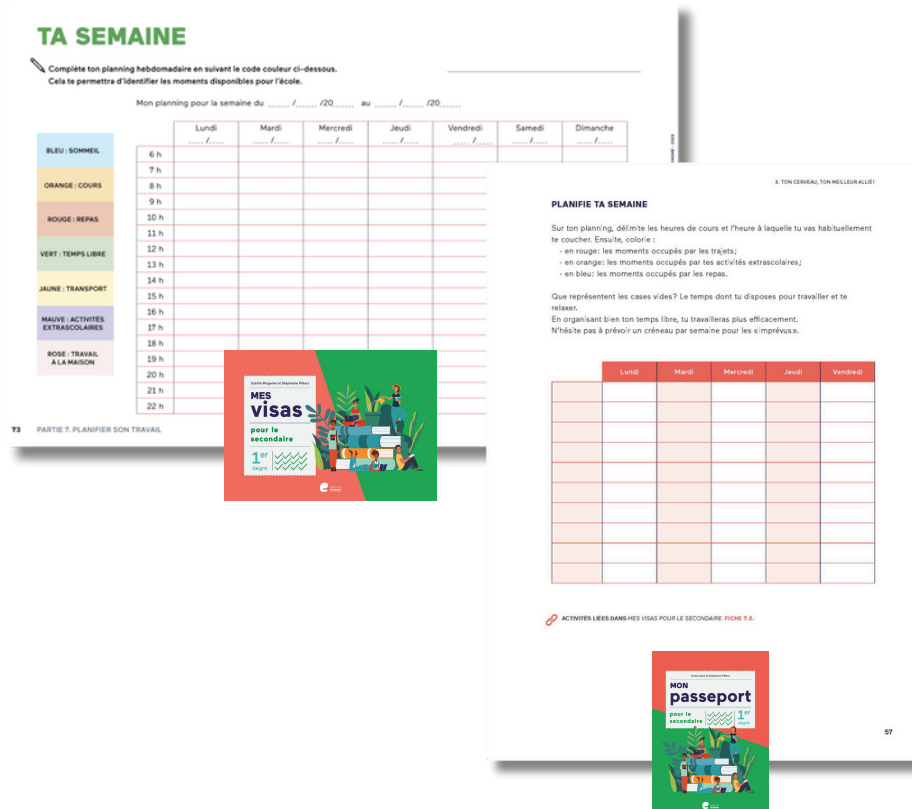 TA SEMAINE
Complète ton planning hebdomadaire en suivant le code couleur ci-dessous.
Cela te permettra d'identifier les moments disponibles pour l'école.
Mon planning pour la semaine du ...... /...... /20...... au ...... /...... /20......
Lundi Mardi Mercredi Jeudi Vendredi Samedi Dimanche
..... /..... ..... /..... ..... /..... ..... /..... ..... /..... ..... /..... ..... /.....
BLEU : SOMMEIL
ORANGE : COURS
ROUGE : REPAS
VERT : TEMPS LIBRE
JAUNE : TRANSPORT
MAUVE : ACTIVITÉS
EXTRASCOLAIRES
ROSE : TRAVAIL
À LA MAISON
6 h
7 h
8 h
9 h
10 h
11 h
12 h
13 h
14 h
15 h
16 h
17 h
18 h
19 h
20 h
21 h
22 h
73 PARTIE 7. PLANIFIER SON TRAVAIL
MES
visas
pour le
secondaire
1er
degré
3. TON CERVEAU, TON MEILLEUR ALLIÉ !
PLANIFIE TA SEMAINE
Sur ton planning, délimite les heures de cours et l'heure à laquelle tu vas habituellement
te coucher. Ensuite, colorie :
- en rouge: les moments occupés par les trajets;
- en orange: les moments occupés par tes activités extrascolaires;
- en bleu: les moments occupés par les repas.
Que représentent les cases vides? Le temps dont tu disposes pour travailler et te
relaxer.
En organisant bien ton temps libre, tu travailleras plus efficacement.
N'hésite pas à prévoir un créneau par semaine pour les «imprévus».
Lundi Mardi Mercredi Jeudi Vendredi
ACTIVITÉS LIÉES DANS MES VISAS POUR LE SECONDAIRE. FICHE 7.2.
MON
passeport
pour le
secondaire
1er
degré
57